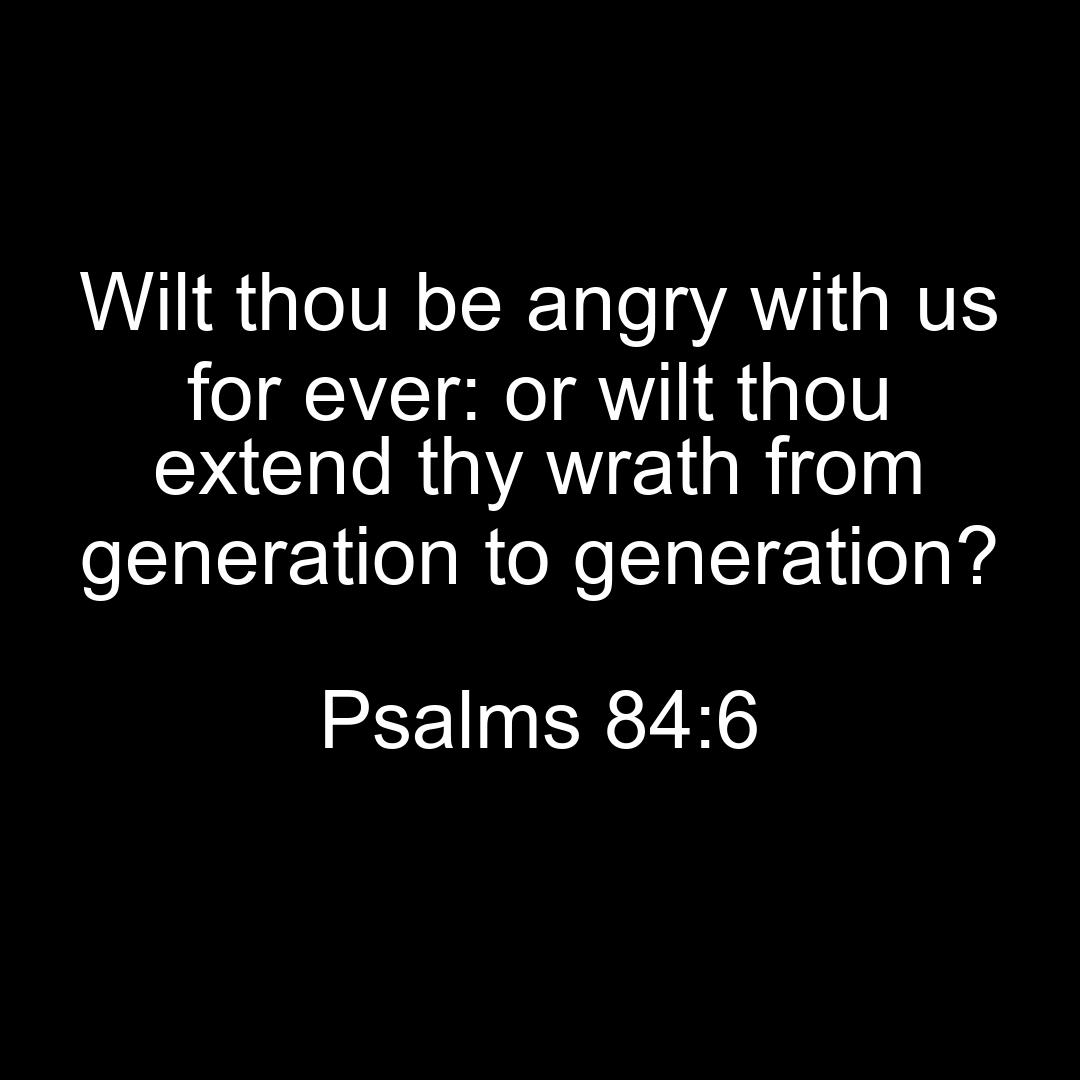 Wilt thou be angry with us
for ever: or wilt thou
extend thy wrath from
generation to generation?
Psalms 84:6